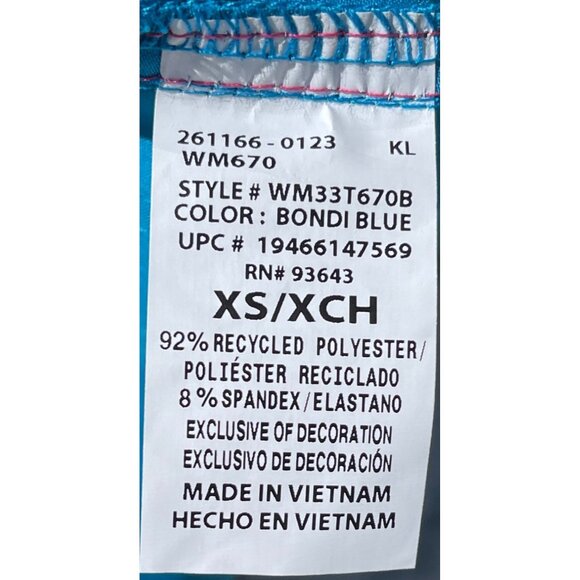 261166-0123 KL
WM670
STYLE # WM33T670B
COLOR : BONDI BLUE
UPC # 19466147569
RN# 93643
XS/XCH
92% RECYCLED POLYESTER/
POLIÉSTER RECICLADO
8% SPANDEX/ELASTANO
EXCLUSIVE OF DECORATION
EXCLUSIVO DE DECORACIÓN
MADE IN VIETNAM
HECHO EN VIETNAM